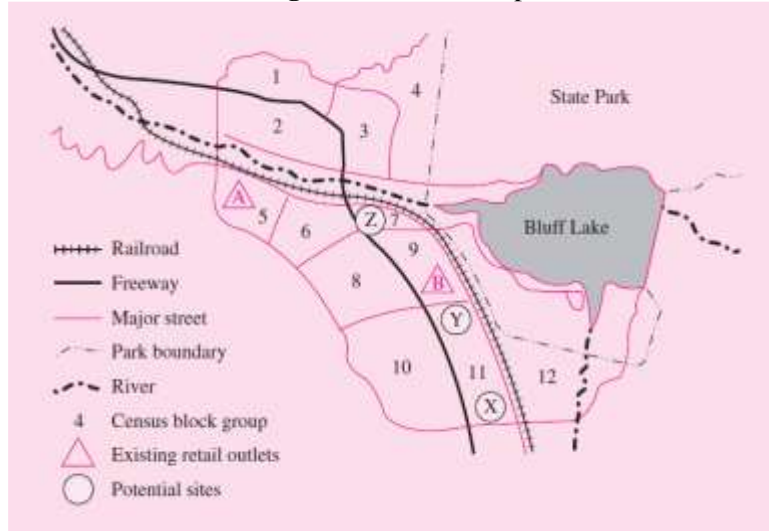 1
4
State Park
2
3
A
5
Z
7
6
Bluff Lake
9
8
B
Y
10
11
12
X
Railroad
Freeway
Major street
Park boundary
River
4 Census block group
Existing retail outlets
Potential sites